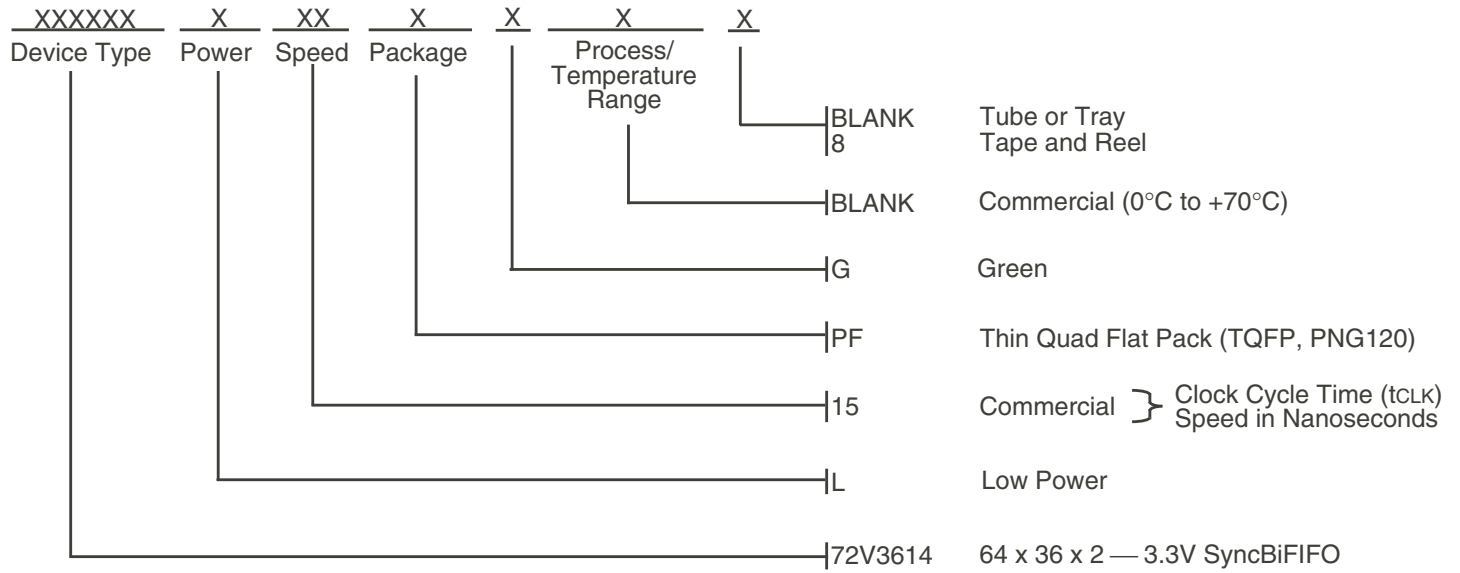 XXXXXX X XX X X X X
Device Type Power Speed Package Process/
Temperature
Range
BLANK Tube or Tray
8 Tape and Reel
BLANK Commercial (0°C to +70°C)
G Green
PF Thin Quad Flat Pack (TQFP, PNG120)
15 Commercial Clock Cycle Time (tCLK)
Speed in Nanoseconds
L Low Power
72V3614 64 x 36 x 2 — 3.3V SyncBiFIFO